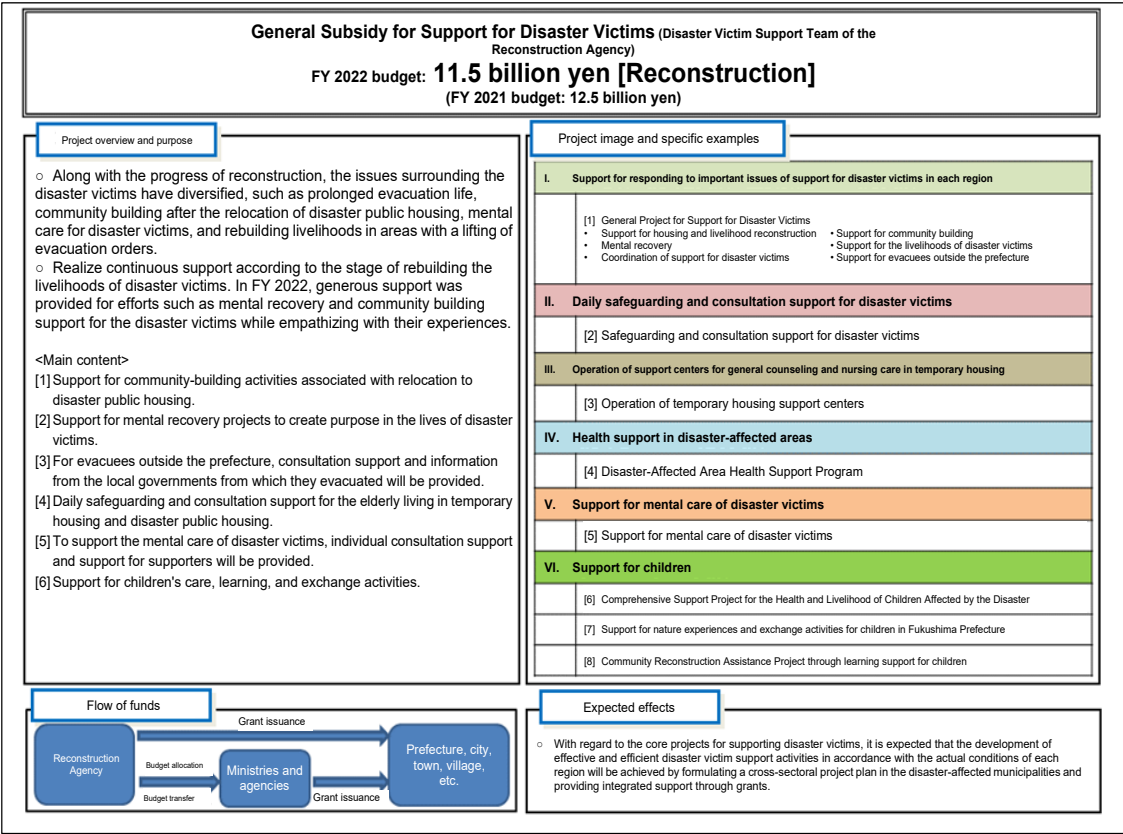 General Subsidy for Support for Disaster Victims (Disaster Victim Support Team of the
Reconstruction Agency)
FY 2022 budget: 11.5 billion yen [Reconstruction]
(FY 2021 budget: 12.5 billion yen)
Project overview and purpose
○ Along with the progress of reconstruction, the issues surrounding the
disaster victims have diversified, such as prolonged evacuation life,
community building after the relocation of disaster public housing, mental
care for disaster victims, and rebuilding livelihoods in areas with a lifting of
evacuation orders.
○ Realize continuous support according to the stage of rebuilding the
livelihoods of disaster victims. In FY 2022, generous support was
provided for efforts such as mental recovery and community building
support for the disaster victims while empathizing with their experiences.
<Main content>
[1] Support for community-building activities associated with relocation to
disaster public housing.
[2] Support for mental recovery projects to create purpose in the lives of disaster
victims.
[3] For evacuees outside the prefecture, consultation support and information
from the local governments from which they evacuated will be provided.
[4] Daily safeguarding and consultation support for the elderly living in temporary
housing and disaster public housing.
[5] To support the mental care of disaster victims, individual consultation support
and support for supporters will be provided.
[6] Support for children's care, learning, and exchange activities.
Project image and specific examples
I. Support for responding to important issues of support for disaster victims in each region
[1] General Project for Support for Disaster Victims
• Support for housing and livelihood reconstruction
• Mental recovery
• Coordination of support for disaster victims
• Support for community building
• Support for the livelihoods of disaster victims
• Support for evacuees outside the prefecture
II. Daily safeguarding and consultation support for disaster victims
[2] Safeguarding and consultation support for disaster victims
III. Operation of support centers for general counseling and nursing care in temporary housing
[3] Operation of temporary housing support centers
IV. Health support in disaster-affected areas
[4] Disaster-Affected Area Health Support Program
V. Support for mental care of disaster victims
[5] Support for mental care of disaster victims
VI. Support for children
[6] Comprehensive Support Project for the Health and Livelihood of Children Affected by the Disaster
[7] Support for nature experiences and exchange activities for children in Fukushima Prefecture
[8] Community Reconstruction Assistance Project through learning support for children
Flow of funds
Grant issuance
Reconstruction
Agency
Budget allocation
Budget transfer
Ministries and
agencies
Grant issuance
Prefecture, city,
town, village,
etc.
Expected effects
○ With regard to the core projects for supporting disaster victims, it is expected that the development of
effective and efficient disaster victim support activities in accordance with the actual conditions of each
region will be achieved by formulating a cross-sectoral project plan in the disaster-affected municipalities and
providing integrated support through grants.